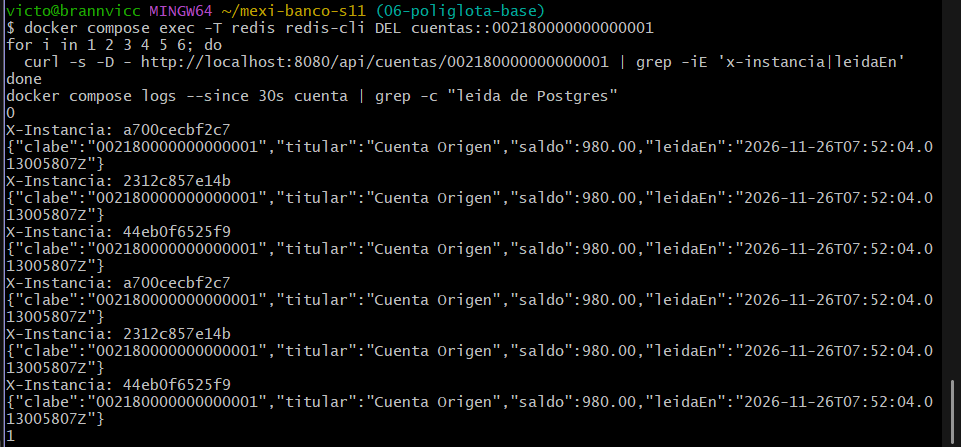 victo@brannvicc MINGW64 ~/mexi-banco-s11 (06-poliglota-base)
$ docker compose exec -T redis redis-cli DEL cuentas::002180000000000001
for i in 1 2 3 4 5 6; do
  curl -s -D - http://localhost:8080/api/cuentas/002180000000000001 | grep -iE 'x-instancia|leidaEn'
done
docker compose logs --since 30s cuenta | grep -c "leida de Postgres"
0
X-Instancia: a700cecbf2c7
{"clabe":"002180000000000001","titular":"Cuenta Origen","saldo":980.00,"leidaEn":"2026-11-26T07:52:04.0
13005807Z"}
X-Instancia: 2312c857e14b
{"clabe":"002180000000000001","titular":"Cuenta Origen","saldo":980.00,"leidaEn":"2026-11-26T07:52:04.0
13005807Z"}
X-Instancia: 44eb0f6525f9
{"clabe":"002180000000000001","titular":"Cuenta Origen","saldo":980.00,"leidaEn":"2026-11-26T07:52:04.0
13005807Z"}
X-Instancia: a700cecbf2c7
{"clabe":"002180000000000001","titular":"Cuenta Origen","saldo":980.00,"leidaEn":"2026-11-26T07:52:04.0
13005807Z"}
X-Instancia: 2312c857e14b
{"clabe":"002180000000000001","titular":"Cuenta Origen","saldo":980.00,"leidaEn":"2026-11-26T07:52:04.0
13005807Z"}
X-Instancia: 44eb0f6525f9
{"clabe":"002180000000000001","titular":"Cuenta Origen","saldo":980.00,"leidaEn":"2026-11-26T07:52:04.0
13005807Z"}
1